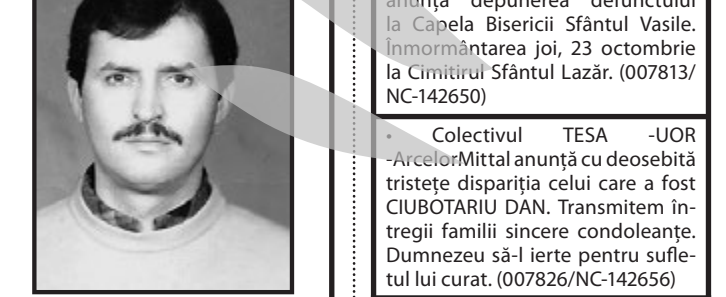 anunță depunerea defunctului
la Capela Bisericii Sfântul Vasile.
Înmormântarea joi, 23 octombrie
la Cimitirul Sfântul Lazăr. (007813/
NC-142650)
• Colectivul TESA -UOR
-ArcelorMittal anunță cu deosebită
tristețe dispariția celui care a fost
CIUBOTARIU DAN. Transmitem în-
tregii familii sincere condoleanțe.
Dumnezeu să-l ierte pentru sufle-
tul lui curat. (007826/NC-142656)